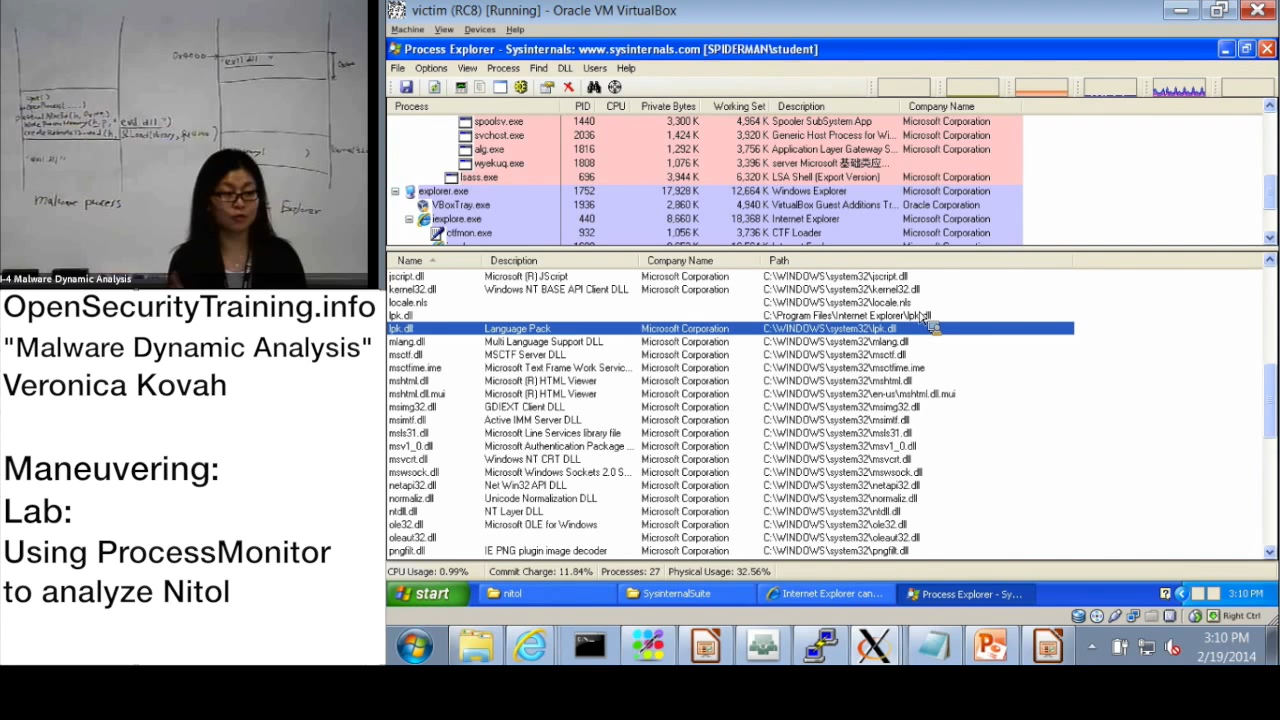 victim (RC8) [Running] - Oracle VM VirtualBox
Machine View Devices Help
Process Explorer - Sysinternals: www.sysinternals.com [SPIDERMAN\student]
File Options View Process Find DLL Users Help
Process PID CPU Private Bytes Working Set Description Company Name
spoolsv.exe 1440 3,300 K 4,964 K Spooler SubSystem App Microsoft Corporation
svchost.exe 2036 1,424 K 3,920 K Generic Host Process for Wi... Microsoft Corporation
alg.exe 1816 1,292 K 3,756 K Application Layer Gateway S... Microsoft Corporation
wyekuq.exe 1808 1,076 K 3,396 K server Microsoft 基础类应...
lsass.exe 696 3,944 K 6,320 K LSA Shell (Export Version) Microsoft Corporation
explorer.exe 1752 17,928 K 12,664 K Windows Explorer Microsoft Corporation
VBoxTray.exe 1936 2,860 K 4,940 K VirtualBox Guest Additions Tr... Oracle Corporation
iexplore.exe 440 8,660 K 18,368 K Internet Explorer Microsoft Corporation
ctfmon.exe 932 1,056 K 3,736 K CTF Loader Microsoft Corporation
Name Description Company Name Path
jscript.dll Microsoft (R) JScript Microsoft Corporation C:\WINDOWS\system32\jscript.dll
kernel32.dll Windows NT BASE API Client DLL Microsoft Corporation C:\WINDOWS\system32\kernel32.dll
locale.nls C:\WINDOWS\system32\locale.nls
lpk.dll C:\Program Files\Internet Explorer\lpk.dll
lpk.dll Language Pack Microsoft Corporation C:\WINDOWS\system32\lpk.dll
mlang.dll Multi Language Support DLL Microsoft Corporation C:\WINDOWS\system32\mlang.dll
msctf.dll MSCTF Server DLL Microsoft Corporation C:\WINDOWS\system32\msctf.dll
msctfime.ime Microsoft Text Frame Work Servic... Microsoft Corporation C:\WINDOWS\system32\msctfime.ime
mshtml.dll Microsoft (R) HTML Viewer Microsoft Corporation C:\WINDOWS\system32\mshtml.dll
mshtml.dll.mui Microsoft (R) HTML Viewer Microsoft Corporation C:\WINDOWS\system32\en-us\mshtml.dll.mui
msimg32.dll GDIEXT Client DLL Microsoft Corporation C:\WINDOWS\system32\msimg32.dll
msimtf.dll Active IMM Server DLL Microsoft Corporation C:\WINDOWS\system32\msimtf.dll
msls31.dll Microsoft Line Services library file Microsoft Corporation C:\WINDOWS\system32\msls31.dll
msv1_0.dll Microsoft Authentication Package ... Microsoft Corporation C:\WINDOWS\system32\msv1_0.dll
msvcrt.dll Windows NT CRT DLL Microsoft Corporation C:\WINDOWS\system32\msvcrt.dll
mswsock.dll Microsoft Windows Sockets 2.0 S... Microsoft Corporation C:\WINDOWS\system32\mswsock.dll
netapi32.dll Net Win32 API DLL Microsoft Corporation C:\WINDOWS\system32\netapi32.dll
normaliz.dll Unicode Normalization DLL Microsoft Corporation C:\WINDOWS\system32\normaliz.dll
ntdll.dll NT Layer DLL Microsoft Corporation C:\WINDOWS\system32\ntdll.dll
ole32.dll Microsoft OLE for Windows Microsoft Corporation C:\WINDOWS\system32\ole32.dll
oleaut32.dll Microsoft Corporation C:\WINDOWS\system32\oleaut32.dll
pngfilt.dll IE PNG plugin image decoder Microsoft Corporation C:\WINDOWS\system32\pngfilt.dll
CPU Usage: 0.99% Commit Charge: 11.84% Processes: 27 Physical Usage: 32.56%
start nitol SysinternalSuite Internet Explorer can... Process Explorer - Sy... 3:10 PM
Right Ctrl
3:10 PM
2/19/2014
"evil.dll"
Malware process
Explorer
4 Malware Dynamic Analysis
OpenSecurityTraining.info
"Malware Dynamic Analysis"
Veronica Kovah
Maneuvering:
Lab:
Using ProcessMonitor
to analyze Nitol